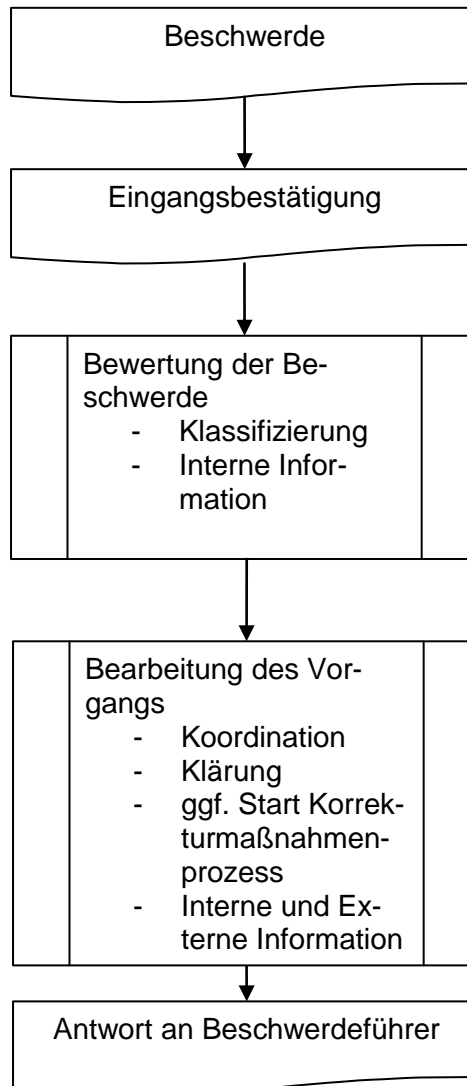 Beschwerde
Eingangsbestätigung
Bewertung der Be-
schwerde
- Klassifizierung
- Interne Infor-
mation
Bearbeitung des Vor-
gangs
- Koordination
- Klärung
- ggf. Start Korrek-
turmaßnahmen-
prozess
- Interne und Ex-
terne Information
Antwort an Beschwerdeführer